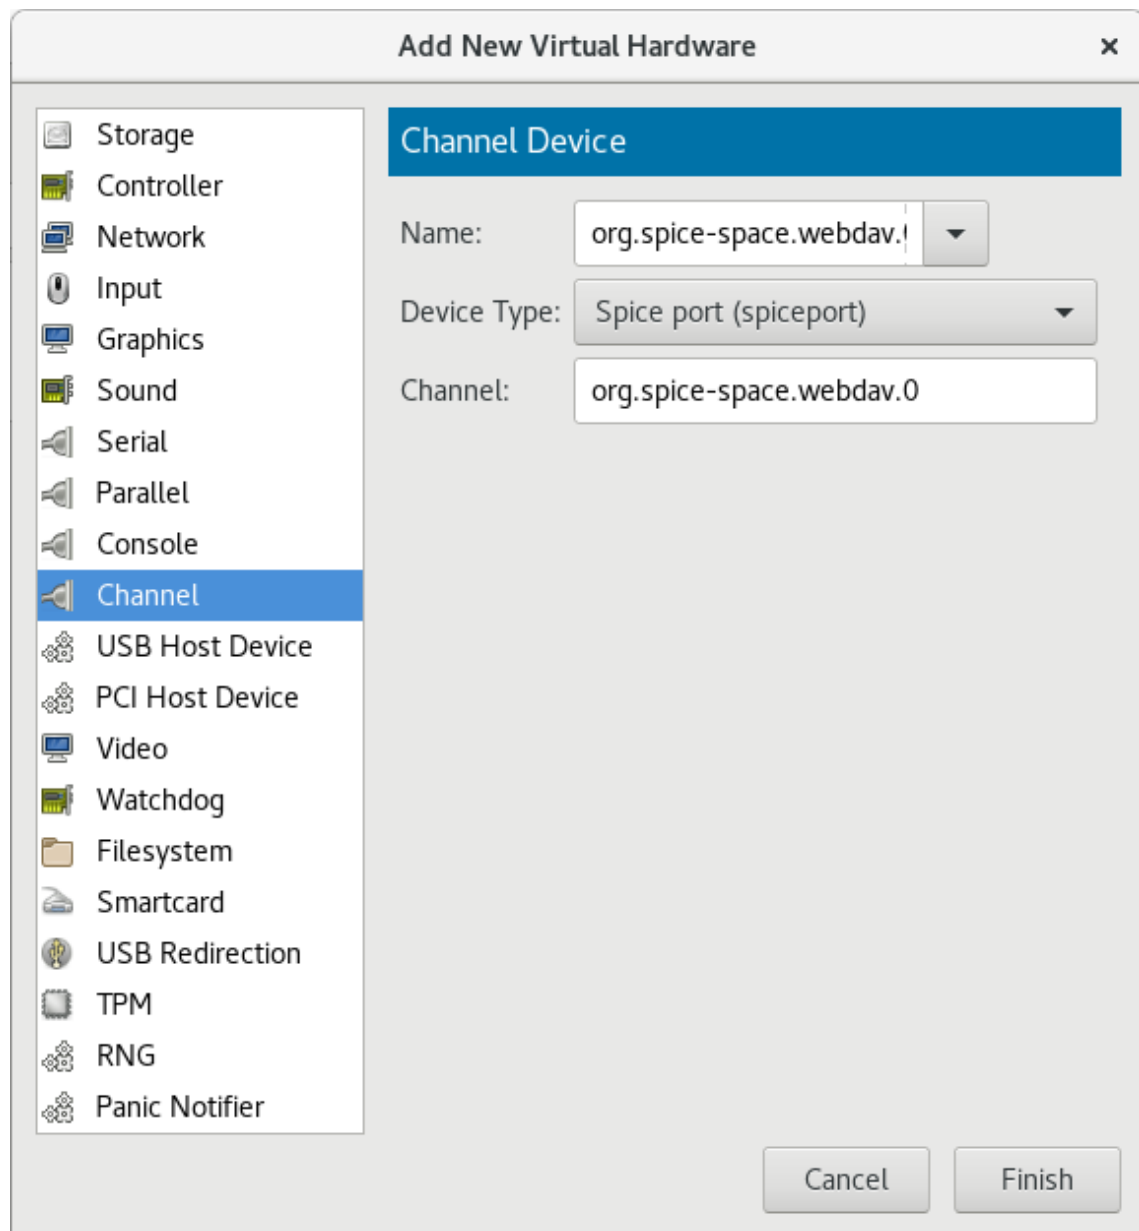 Add New Virtual Hardware
Storage
Controller
Network
Input
Graphics
Sound
Serial
Parallel
Console
Channel
USB Host Device
PCI Host Device
Video
Watchdog
Filesystem
Smartcard
USB Redirection
TPM
RNG
Panic Notifier
Channel Device
Name: org.spice-space.webdav.
Device Type: Spice port (spiceport)
Channel: org.spice-space.webdav.0
Cancel Finish